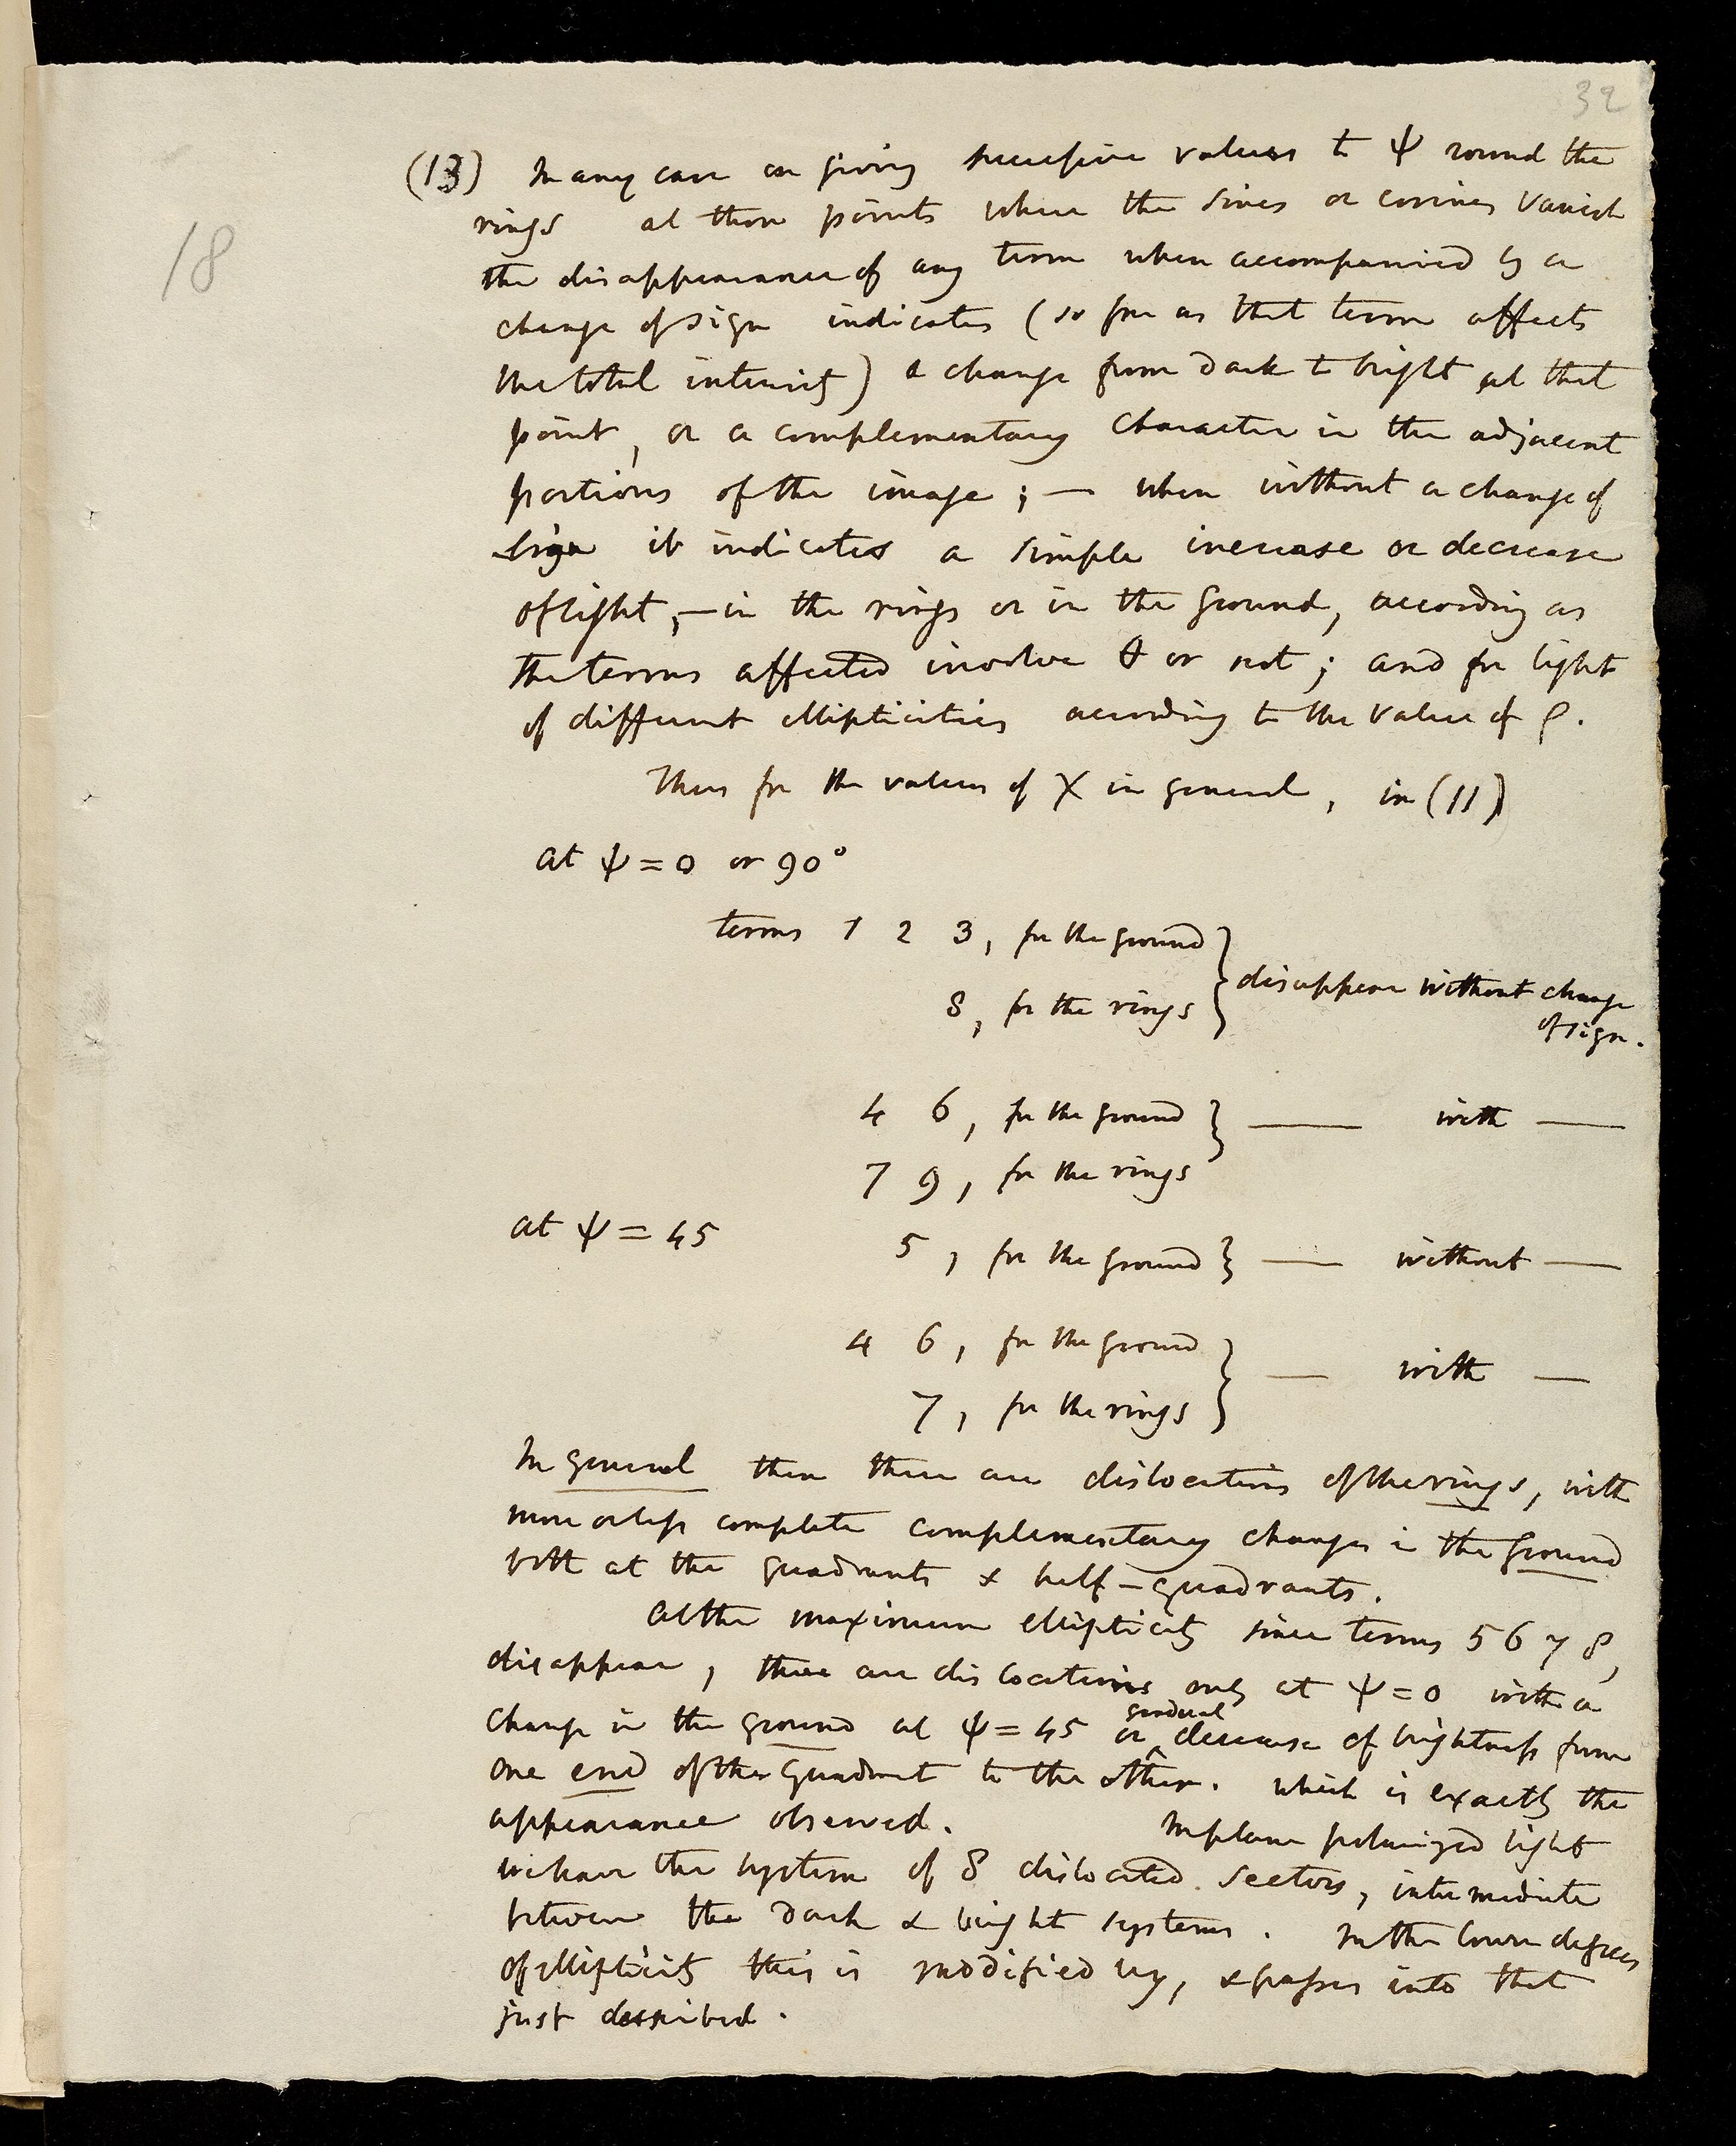 32
18
(13) In any case on giving successive values to ψ round the
rings at those points where the sines or cosines vanish
the disappearance of any term when accompanied by a
change of sign indicates (so far as that term affects
the total intensity) a change from dark to bright at that
point, or a complementary character in the adjacent
portions of the image; — when without a change of
sign it indicates a simple increase or decrease
of light, — in the rings or in the ground, according as
the terms affected involve θ or not; and for light
of different ellipticities according to the value of ρ.
Thus for the values of χ in general, in (11)
at ψ = 0 or 90°
terms 1 2 3, for the ground
8, for the rings } disappear without change
of sign.
4 6, for the ground } —— with ——
7 9, for the rings
at ψ = 45
5, for the ground } —— without ——
4 6, for the ground
7, for the rings } — with —
In general then there are dislocations of the rings, with
more or less complete complementary changes in the ground
both at the quadrants & half-quadrants.
At the maximum ellipticity since terms 5 6 7 8,
disappear, there are dislocations only at ψ = 0 with a
change in the ground at ψ = 45 or gradual decrease of brightness from
one end of the quadrant to the other. which is exactly the
appearance observed. In plane polarized light
we have the system of 8 dislocated sectors, intermediate
between the dark & bright systems. In the lower degrees
of ellipticity this is modified by, & passes into that
just described.